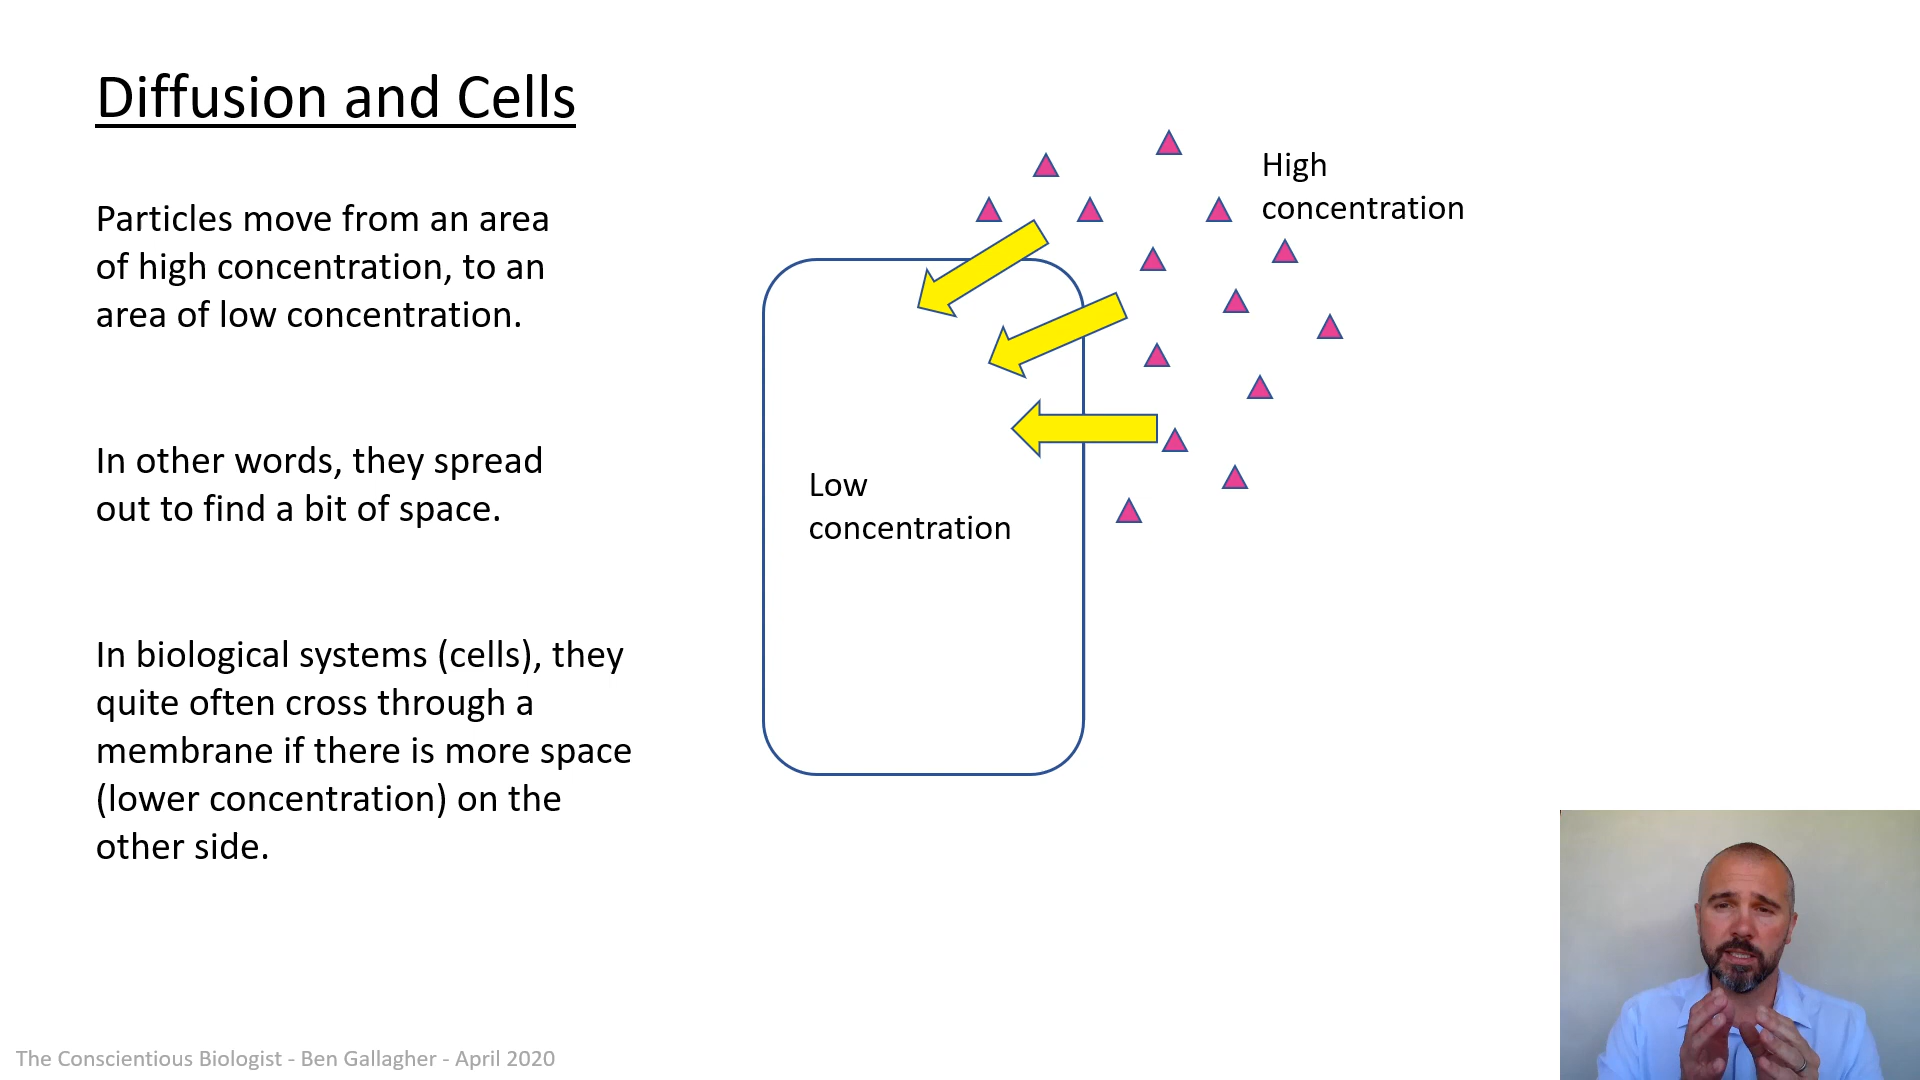 Diffusion and Cells
Particles move from an area
of high concentration, to an
area of low concentration.
In other words, they spread
out to find a bit of space.
In biological systems (cells), they
quite often cross through a
membrane if there is more space
(lower concentration) on the
other side.
High
concentration
Low
concentration
The Conscientious Biologist - Ben Gallagher - April 2020